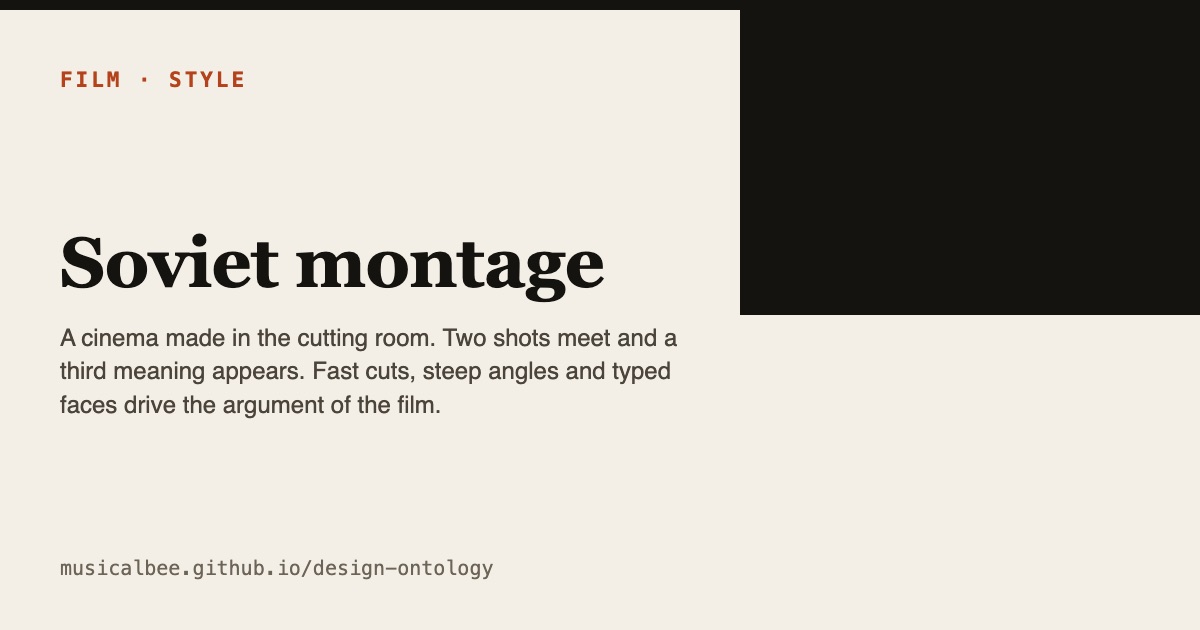 FILM · STYLE
Soviet montage
A cinema made in the cutting room. Two shots meet and a
third meaning appears. Fast cuts, steep angles and typed
faces drive the argument of the film.
musicalbee.github.io/design-ontology